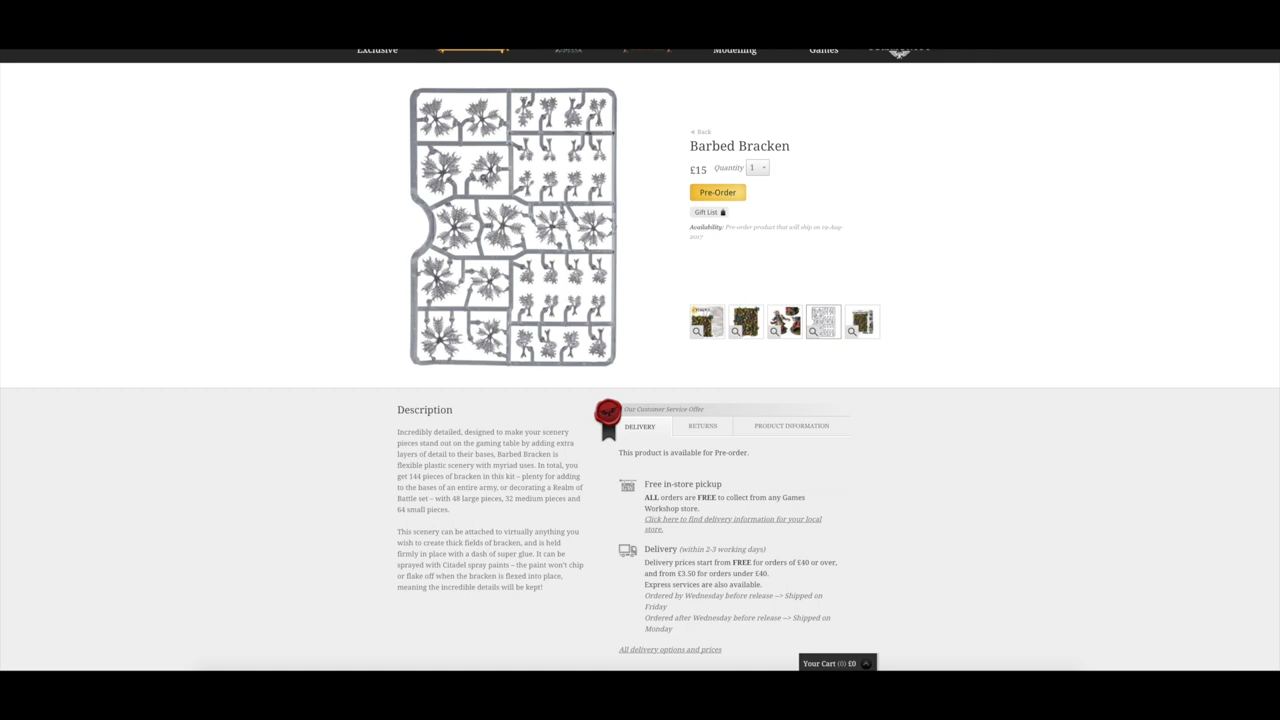 Exclusive
Modelling
Games
Back
Barbed Bracken
£15 Quantity 1
Pre-Order
Gift List
Availability: Pre-order product that will ship on 19-Aug-
2017
Description
Incredibly detailed, designed to make your scenery
pieces stand out on the gaming table by adding extra
layers of detail to their bases, Barbed Bracken is
flexible plastic scenery with myriad uses. In total, you
get 144 pieces of bracken in this kit – plenty for adding
to the bases of an entire army, or decorating a Realm of
Battle set – with 48 large pieces, 32 medium pieces and
64 small pieces.
This scenery can be attached to virtually anything you
wish to create thick fields of bracken, and is held
firmly in place with a dash of super glue. It can be
sprayed with Citadel spray paints – the paint won't chip
or flake off when the bracken is flexed into place,
meaning the incredible details will be kept!
Our Customer Service Offer
DELIVERY RETURNS PRODUCT INFORMATION
This product is available for Pre-order.
Free in-store pickup
ALL orders are FREE to collect from any Games
Workshop store.
Click here to find delivery information for your local
store.
Delivery (within 2-3 working days)
Delivery prices start from FREE for orders of £40 or over,
and from £3.50 for orders under £40.
Express services are also available.
Ordered by Wednesday before release --> Shipped on
Friday
Ordered after Wednesday before release --> Shipped on
Monday
All delivery options and prices
Your Cart (0) £0